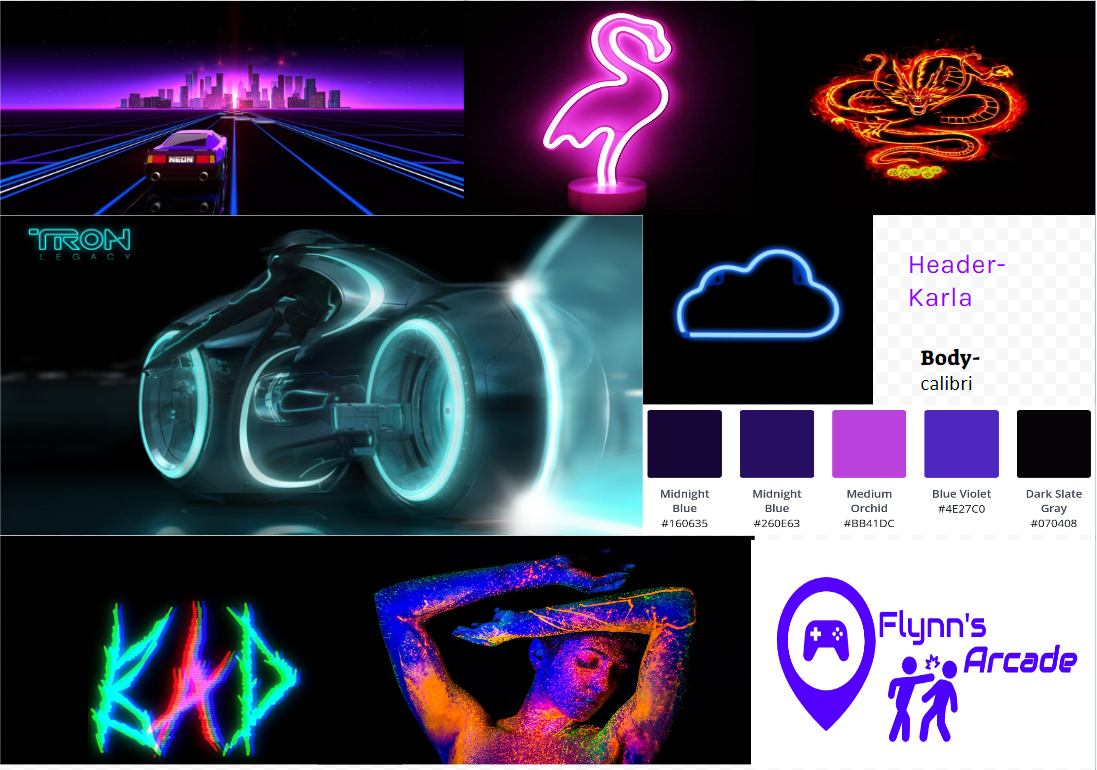 NEON
TRON
LEGACY
Header-
Karla
Body-
calibri
Midnight
Blue
#160635
Midnight
Blue
#260E63
Medium
Orchid
#BB41DC
Blue Violet
#4E27C0
Dark Slate
Gray
#070408
KAD
Flynn's
Arcade